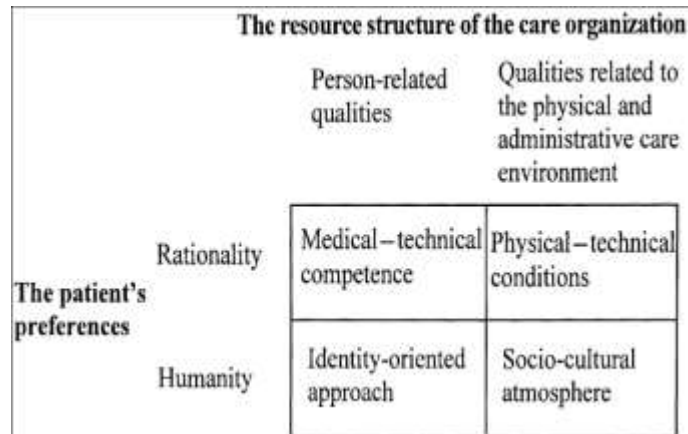 The resource structure of the care organization
Person-related
qualities
Qualities related to
the physical and
administrative care
environment
Rationality
Medical–technical
competence
Physical–technical
conditions
The patient's
preferences
Humanity
Identity-oriented
approach
Socio-cultural
atmosphere